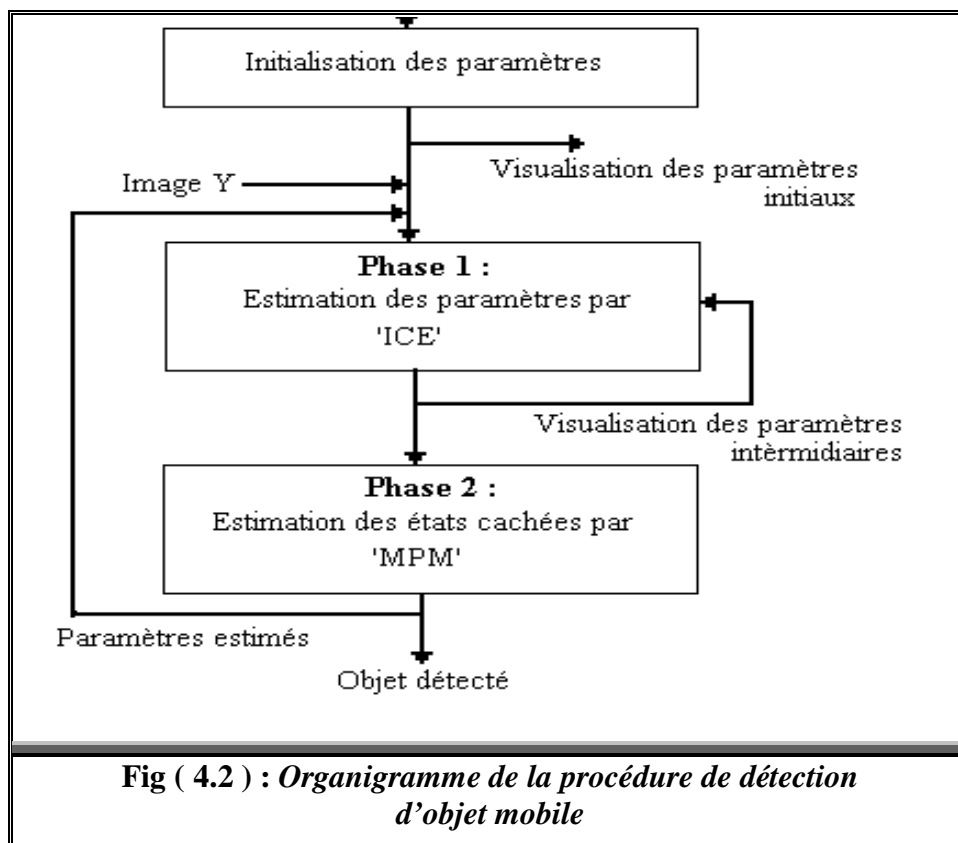 Initialisation des paramètres
Visualisation des paramètres
initiaux
Image Y
Phase 1 :
Estimation des paramètres par
'ICE'
Visualisation des paramètres
intèrmidiaires
Phase 2 :
Estimation des états cachées par
'MPM'
Paramètres estimés
Objet détecté
Fig ( 4.2 ) : Organigramme de la procédure de détection
d'objet mobile